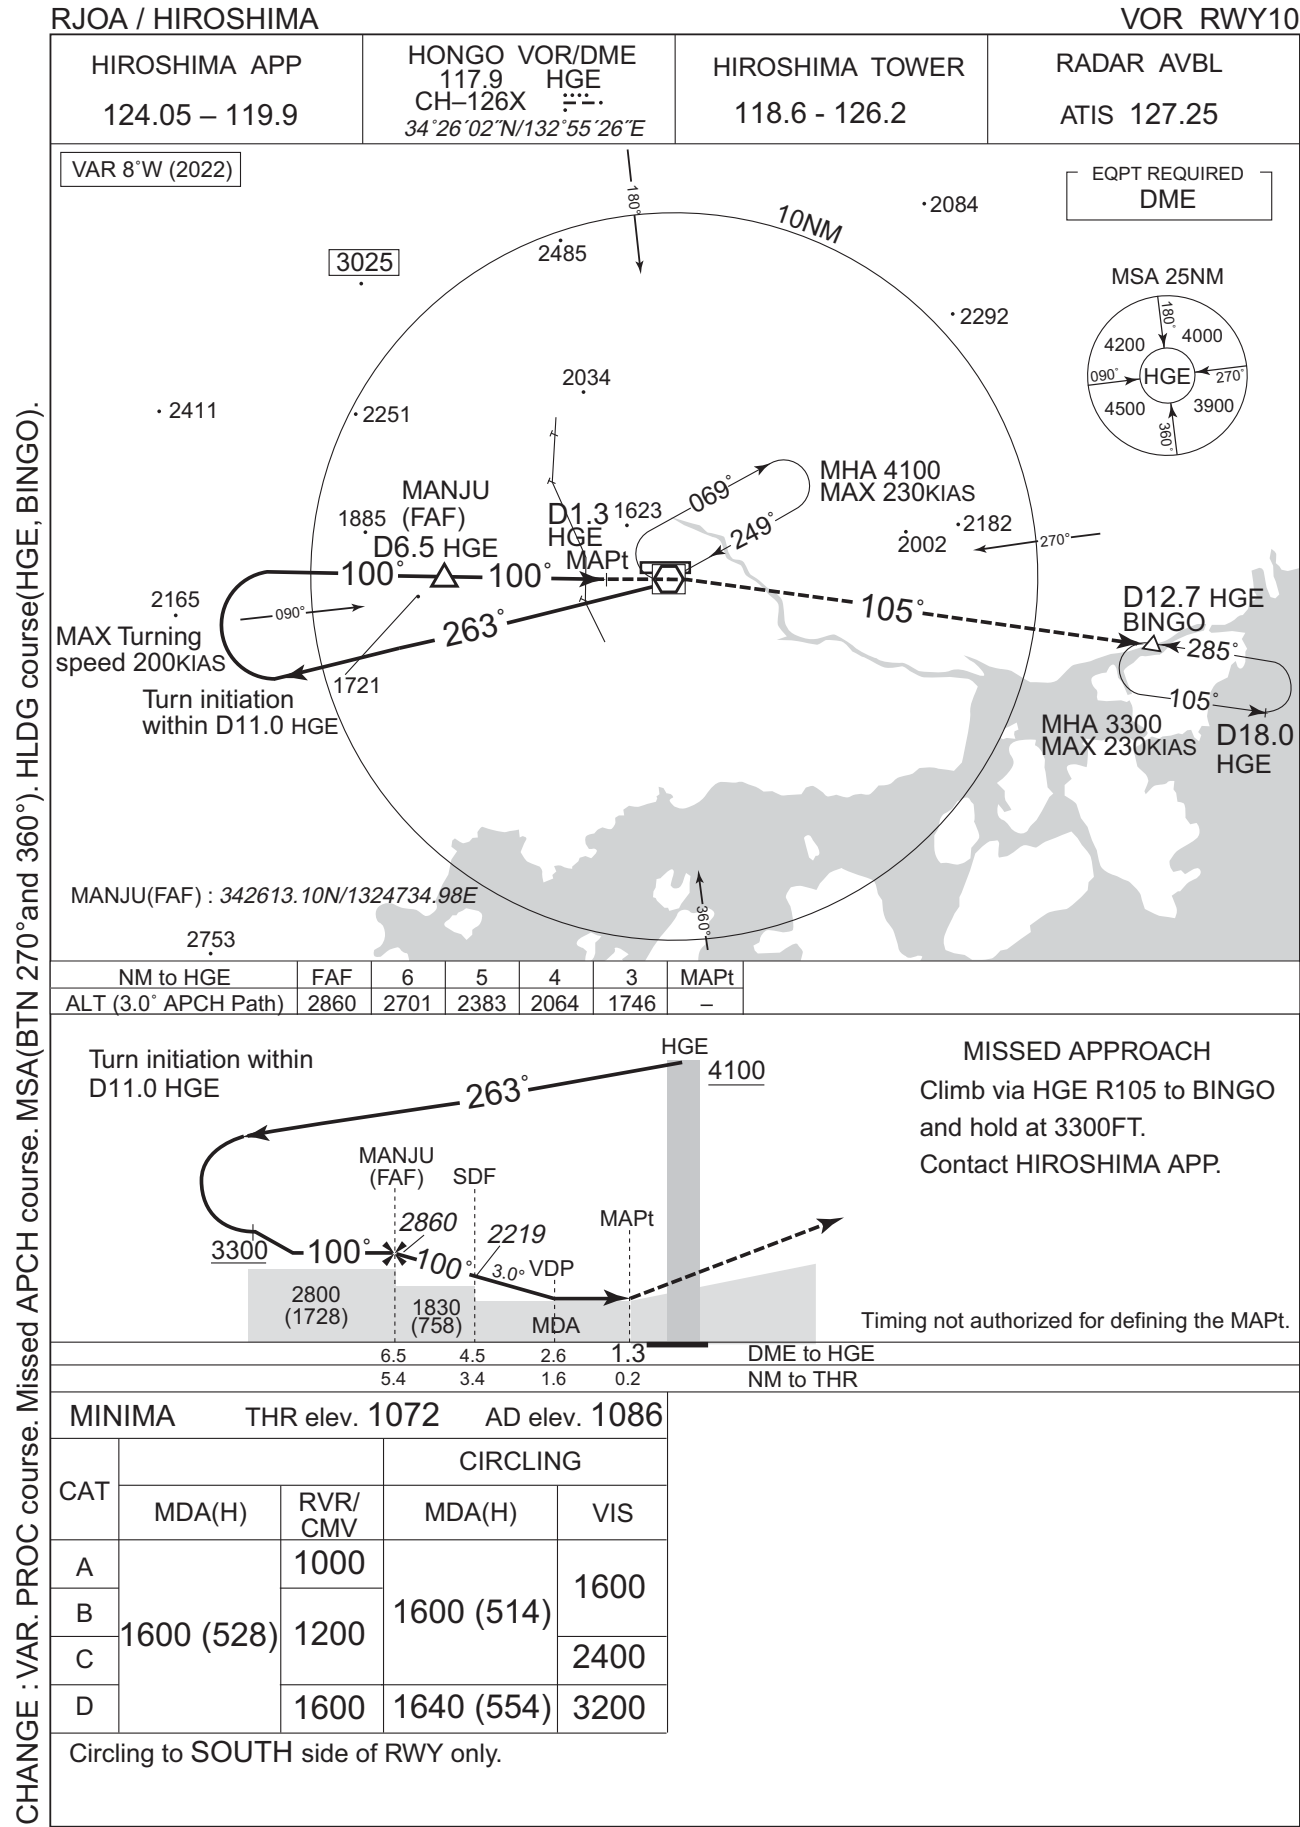 RJOA / HIROSHIMA
VOR RWY10
HIROSHIMA APP
124.05 – 119.9
HONGO VOR/DME
117.9 HGE
CH–126X
34°26´02˝N/132°55´26˝E
HIROSHIMA TOWER
118.6 - 126.2
RADAR AVBL
ATIS 127.25
VAR 8°W (2022)
EQPT REQUIRED
DME
180°
2084
10NM
2485
3025
MSA 25NM
180°
4200
4000
090°
HGE
270°
4500
3900
360°
2292
2034
2411
2251
MHA 4100
MAX 230KIAS
069°
249°
MANJU
(FAF)
D6.5 HGE
1885
D1.3
HGE
MAPt
1623
2182
2002
270°
100°
100°
2165
090°
263°
105°
D12.7 HGE
BINGO
285°
105°
MAX Turning
speed 200KIAS
1721
Turn initiation
within D11.0 HGE
MHA 3300
MAX 230KIAS
D18.0
HGE
MANJU(FAF) : 342613.10N/1324734.98E
360°
2753
NM to HGE FAF 6 5 4 3 MAPt
ALT (3.0° APCH Path) 2860 2701 2383 2064 1746 –
Turn initiation within
D11.0 HGE
HGE
4100
263°
MISSED APPROACH
Climb via HGE R105 to BINGO
and hold at 3300FT.
Contact HIROSHIMA APP.
MANJU
(FAF)
SDF
2860
2219
MAPt
3300
100°
100°
3.0°
VDP
2800
(1728)
1830
(758)
MDA
Timing not authorized for defining the MAPt.
6.5 4.5 2.6 1.3 DME to HGE
5.4 3.4 1.6 0.2 NM to THR
MINIMA THR elev. 1072 AD elev. 1086
CAT
CIRCLING
MDA(H)
RVR/
CMV
MDA(H)
VIS
A
B
C
D
1600 (528)
1000
1200
1600
1600 (514)
1640 (554)
1600
2400
3200
Circling to SOUTH side of RWY only.
CHANGE : VAR. PROC course. Missed APCH course. MSA(BTN 270°and 360°). HLDG course(HGE, BINGO).